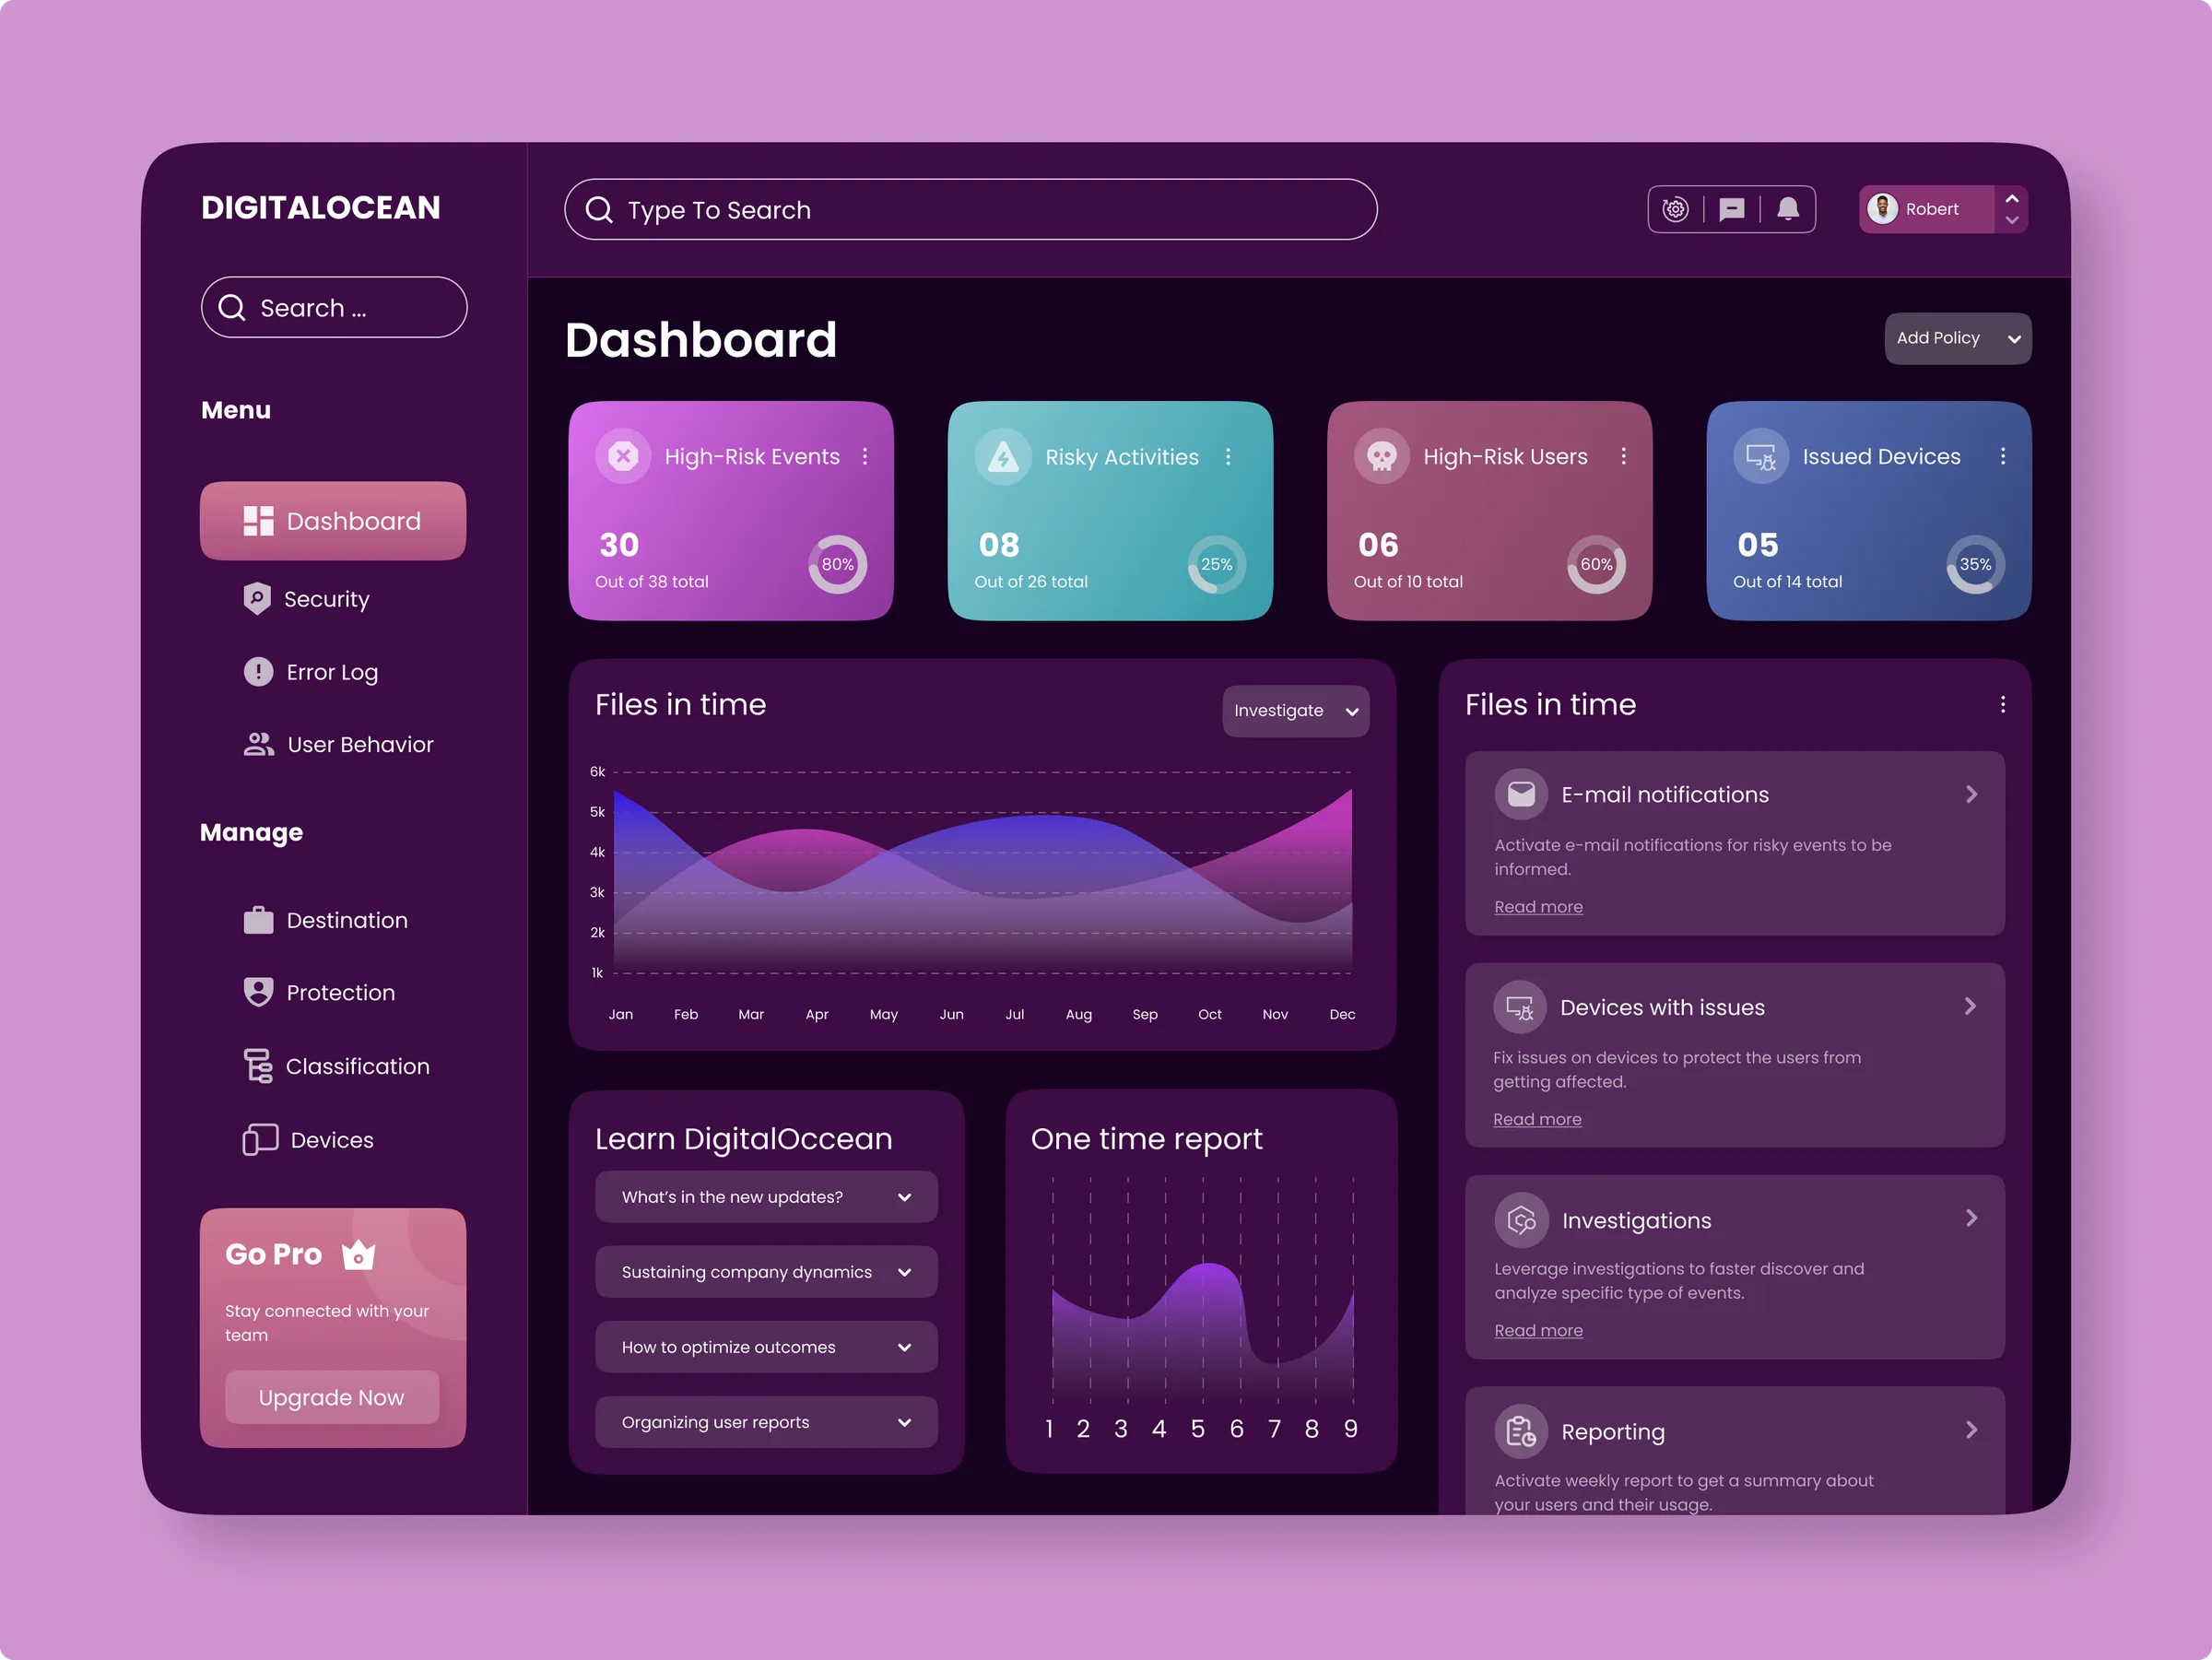 DIGITALOCEAN
Search ...
Menu
Dashboard
Security
Error Log
User Behavior
Manage
Destination
Protection
Classification
Devices
Go Pro
Stay connected with your
team
Upgrade Now
Type To Search
Robert
Dashboard
Add Policy
High-Risk Events
30
Out of 38 total
80%
Risky Activities
08
Out of 26 total
25%
High-Risk Users
06
Out of 10 total
60%
Issued Devices
05
Out of 14 total
35%
Files in time
Investigate
6k
5k
4k
3k
2k
1k
Jan Feb Mar Apr May Jun Jul Aug Sep Oct Nov Dec
Learn DigitalOccean
What's in the new updates?
Sustaining company dynamics
How to optimize outcomes
Organizing user reports
One time report
1 2 3 4 5 6 7 8 9
Files in time
E-mail notifications
Activate e-mail notifications for risky events to be
informed.
Read more
Devices with issues
Fix issues on devices to protect the users from
getting affected.
Read more
Investigations
Leverage investigations to faster discover and
analyze specific type of events.
Read more
Reporting
Activate weekly report to get a summary about
your users and their usage.